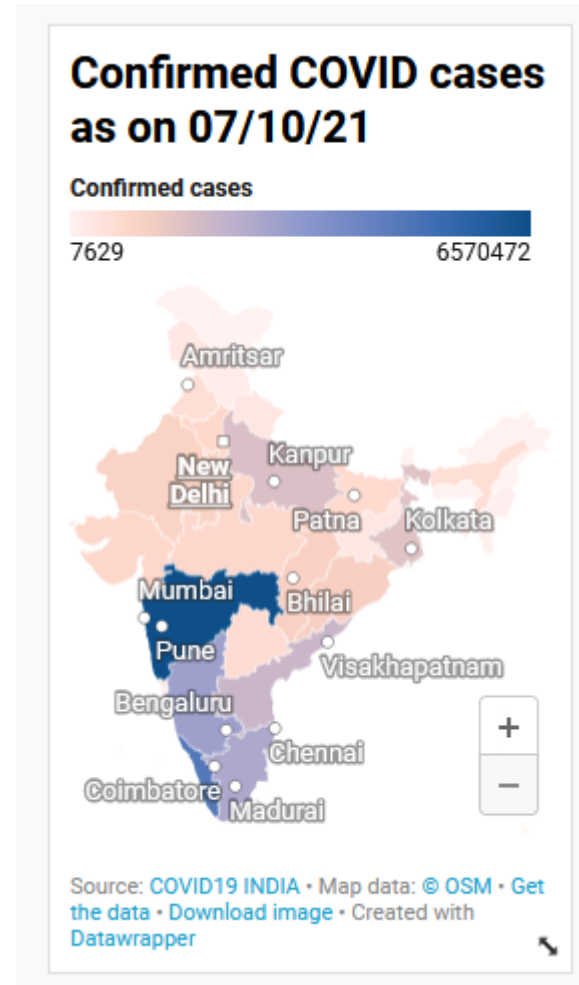 Confirmed COVID cases
as on 07/10/21
Confirmed cases
7629 6570472
Amritsar
New
Delhi
Kanpur
Patna
Kolkata
Mumbai
Bhilai
Pune
Visakhapatnam
Bengaluru
Chennai
Coimbatore
Madurai
+
−
Source: COVID19 INDIA • Map data: © OSM • Get
the data • Download image • Created with
Datawrapper